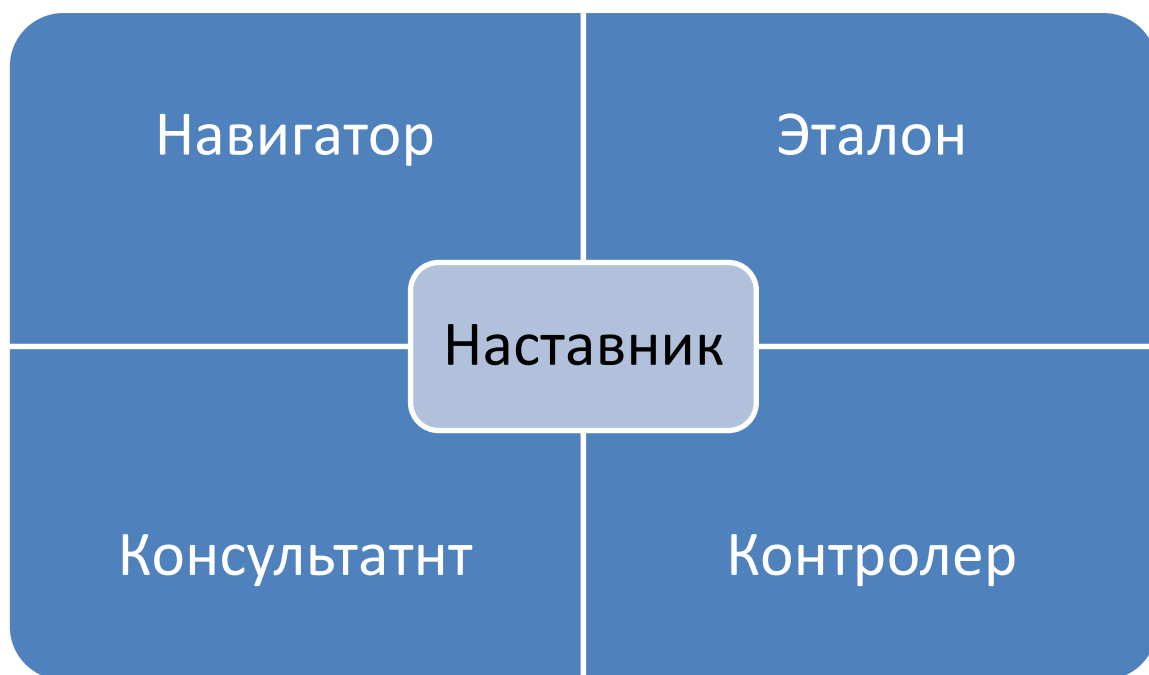 Навигатор
Эталон
Наставник
Консультатнт
Контролер